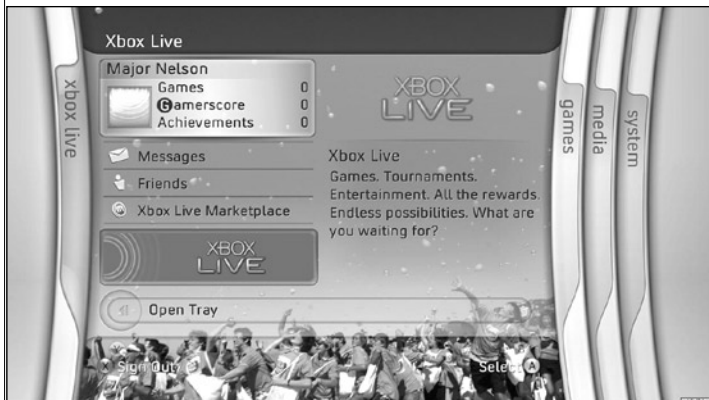 Xbox Live
Major Nelson
Games 0
Gamerscore 0
Achievements 0
Messages
Friends
Xbox Live Marketplace
XBOX
LIVE
Open Tray
X Sign Out
XBOX
LIVE
Xbox Live
Games. Tournaments.
Entertainment. All the rewards.
Endless possibilities. What are
you waiting for?
Select A
xbox live
games
media
system